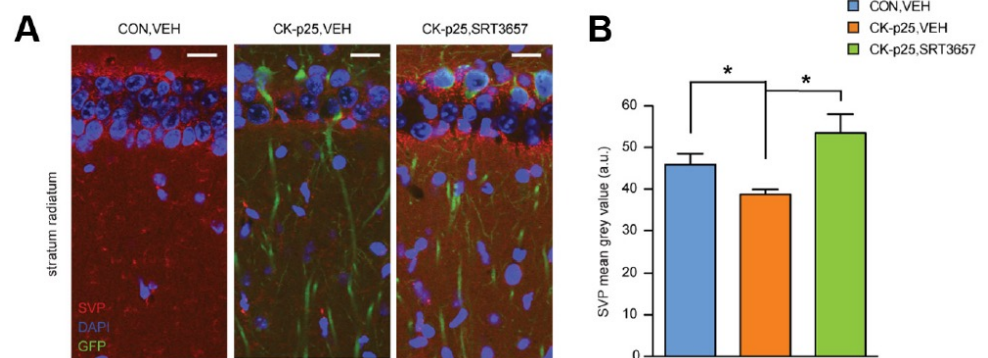 A
CON,VEH
CK-p25,VEH
CK-p25,SRT3657
stratum radiatum
SVP
DAPI
GFP
B
CON,VEH
CK-p25,VEH
CK-p25,SRT3657
*
*
SVP mean grey value (a.u.)
60
50
40
30
20
10
0